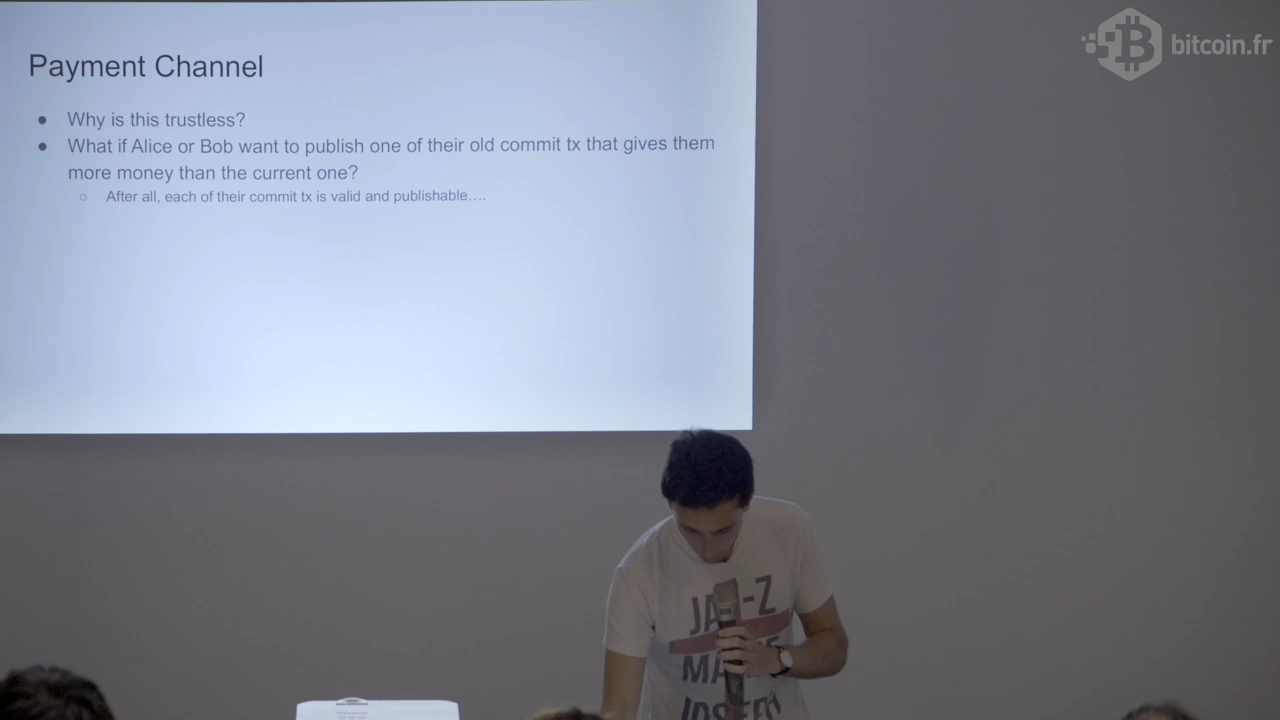 Payment Channel
● Why is this trustless?
● What if Alice or Bob want to publish one of their old commit tx that gives them
more money than the current one?
○ After all, each of their commit tx is valid and publishable….
bitcoin.fr